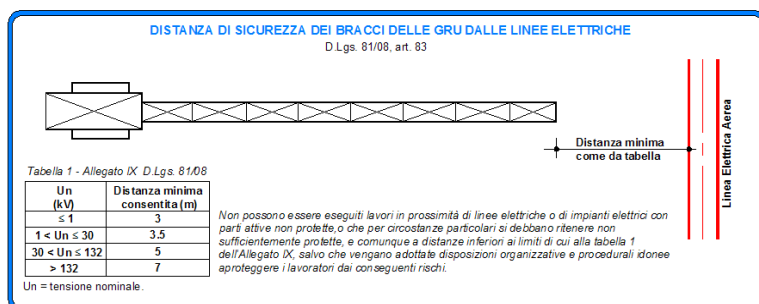 DISTANZA DI SICUREZZA DEI BRACCI DELLE GRU DALLE LINEE ELETTRICHE
D.Lgs. 81/08, art. 83
Distanza minima
come da tabella
Linea Elettrica Aerea
Tabella 1 - Allegato IX D.Lgs. 81/08
Un
(kV)
Distanza minima
consentita (m)
≤ 1
3
1 < Un ≤ 30
3.5
30 < Un ≤ 132
5
> 132
7
Un = tensione nominale.
Non possono essere eseguiti lavori in prossimità di linee elettriche o di impianti elettrici con
parti attive non protette,o che per circostanze particolari si debbano ritenere non
sufficientemente protette, e comunque a distanze inferiori ai limiti di cui alla tabella 1
dell'Allegato IX, salvo che vengano adottate disposizioni organizzative e procedurali idonee
aproteggere i lavoratori dai conseguenti rischi.